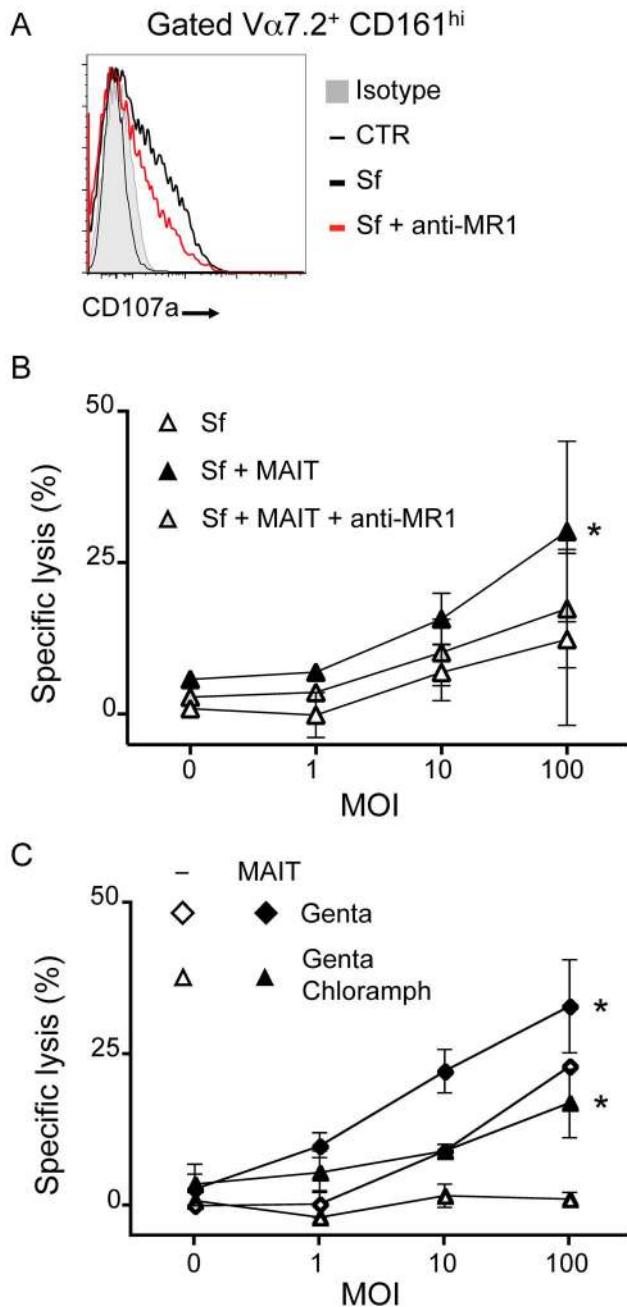 A
Gated Vα7.2⁺ CD161ʰⁱ
Isotype
CTR
Sf
Sf + anti-MR1
CD107a
B
50
25
0
Specific lysis (%)
Sf
Sf + MAIT
Sf + MAIT + anti-MR1
*
0 1 10 100
MOI
C
– MAIT
Genta
Genta
Chloramph
50
25
0
Specific lysis (%)
*
*
0 1 10 100
MOI